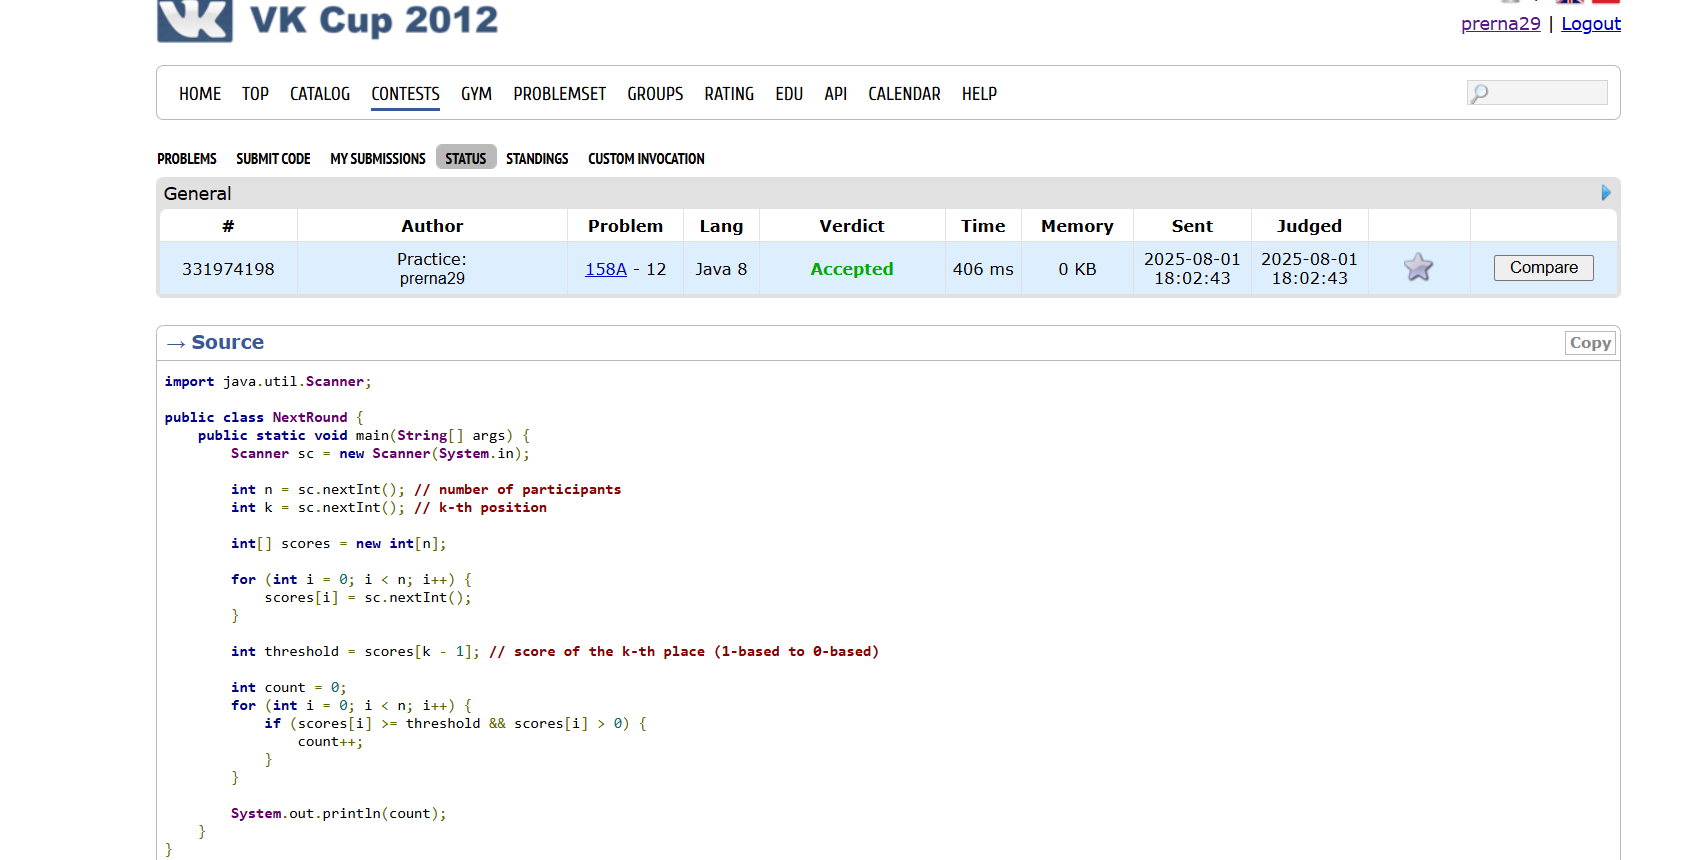 VK Cup 2012
prerna29 | Logout
HOME TOP CATALOG CONTESTS GYM PROBLEMSET GROUPS RATING EDU API CALENDAR HELP
PROBLEMS SUBMIT CODE MY SUBMISSIONS STATUS STANDINGS CUSTOM INVOCATION
General
# Author Problem Lang Verdict Time Memory Sent Judged
331974198 Practice: prerna29 158A - 12 Java 8 Accepted 406 ms 0 KB 2025-08-01 18:02:43 2025-08-01 18:02:43 Compare
→ Source Copy
import java.util.Scanner;
public class NextRound {
    public static void main(String[] args) {
        Scanner sc = new Scanner(System.in);
        int n = sc.nextInt(); // number of participants
        int k = sc.nextInt(); // k-th position
        int[] scores = new int[n];
        for (int i = 0; i < n; i++) {
            scores[i] = sc.nextInt();
        }
        int threshold = scores[k - 1]; // score of the k-th place (1-based to 0-based)
        int count = 0;
        for (int i = 0; i < n; i++) {
            if (scores[i] >= threshold && scores[i] > 0) {
                count++;
            }
        }
        System.out.println(count);
    }
}